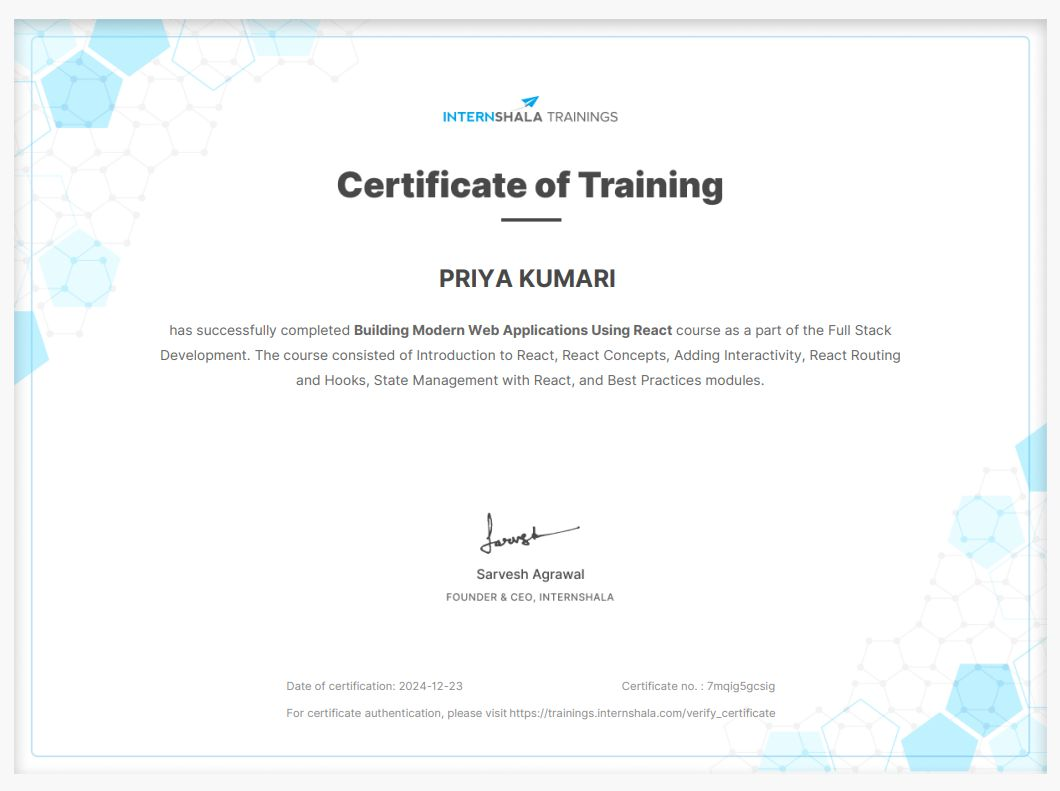 INTERNSHALA TRAININGS
Certificate of Training
PRIYA KUMARI
has successfully completed Building Modern Web Applications Using React course as a part of the Full Stack
Development. The course consisted of Introduction to React, React Concepts, Adding Interactivity, React Routing
and Hooks, State Management with React, and Best Practices modules.
Sarvesh
Sarvesh Agrawal
FOUNDER & CEO, INTERNSHALA
Date of certification: 2024-12-23 Certificate no. : 7mqig5gcsig
For certificate authentication, please visit https://trainings.internshala.com/verify_certificate